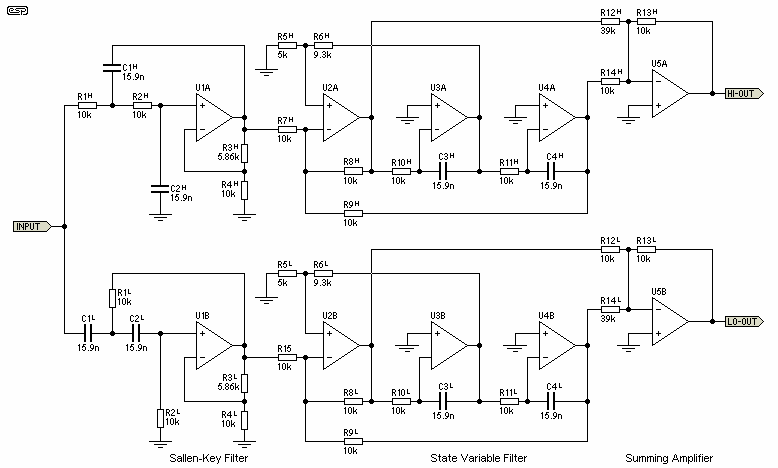 esp
R5H
5k
R6H
9.3k
R12H
39k
R13H
10k
C1H
15.9n
U1A
+
−
U2A
+
−
U3A
+
−
U4A
+
−
R14H
10k
U5A
−
+
HI-OUT
R1H
10k
R2H
10k
R7H
10k
R3H
5.86k
R4H
10k
C2H
15.9n
R8H
10k
R10H
10k
C3H
15.9n
R11H
10k
C4H
15.9n
R9H
10k
INPUT
R5L
5k
R6L
9.3k
R12L
10k
R13L
10k
R1L
10k
C1L
15.9n
C2L
15.9n
U1B
+
−
U2B
+
−
U3B
+
−
U4B
+
−
R14L
39k
U5B
−
+
LO-OUT
R15
10k
R3L
5.86k
R4L
10k
R2L
10k
R8L
10k
R10L
10k
C3L
15.9n
R11L
10k
C4L
15.9n
R9L
10k
Sallen-Key Filter
State Variable Filter
Summing Amplifier